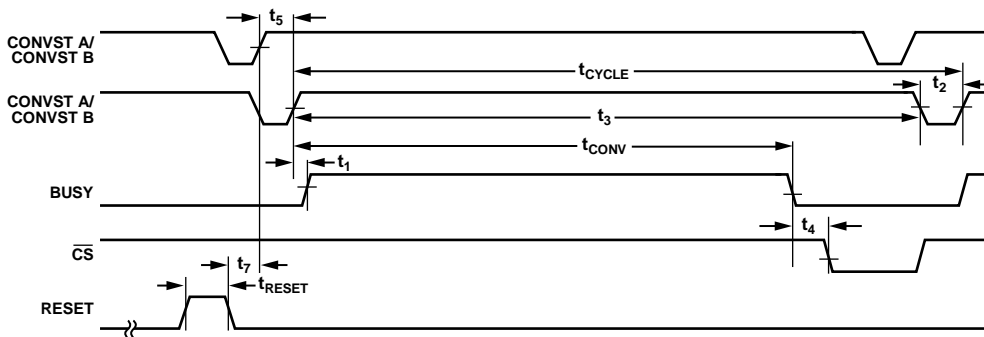 t5
CONVST A/
CONVST B
tCYCLE
t2
CONVST A/
CONVST B
t3
tCONV
t1
BUSY
t4
CS
t7
tRESET
RESET